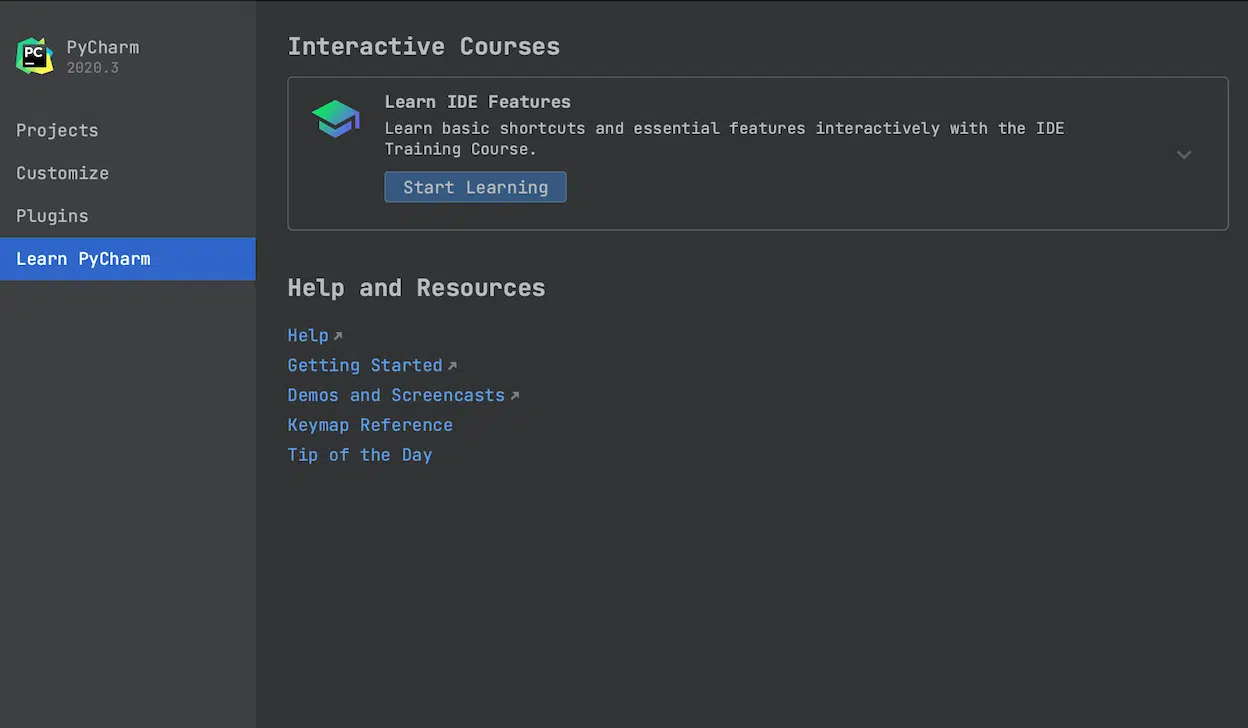 PC
PyCharm
2020.3
Projects
Customize
Plugins
Learn PyCharm
Interactive Courses
Learn IDE Features
Learn basic shortcuts and essential features interactively with the IDE
Training Course.
Start Learning
Help and Resources
Help
Getting Started
Demos and Screencasts
Keymap Reference
Tip of the Day